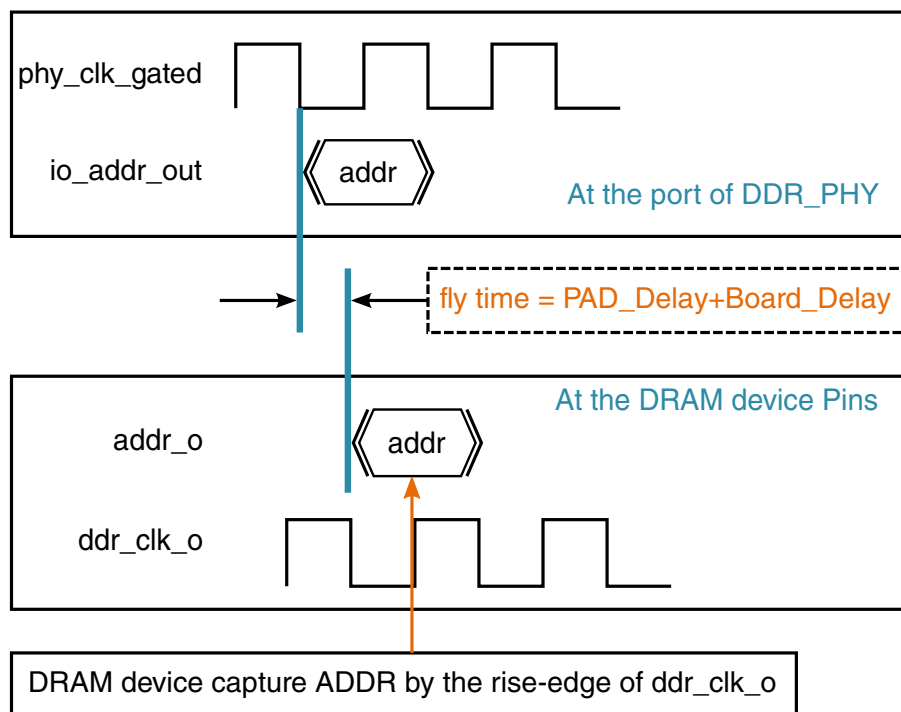 phy_clk_gated
io_addr_out
addr
At the port of DDR_PHY
fly time = PAD_Delay+Board_Delay
At the DRAM device Pins
addr_o
addr
ddr_clk_o
DRAM device capture ADDR by the rise-edge of ddr_clk_o